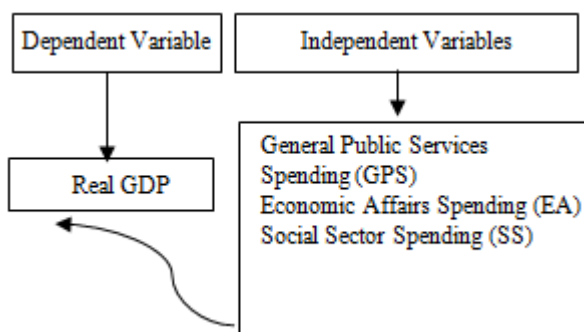 Dependent Variable
Independent Variables
Real GDP
General Public Services
Spending (GPS)
Economic Affairs Spending (EA)
Social Sector Spending (SS)